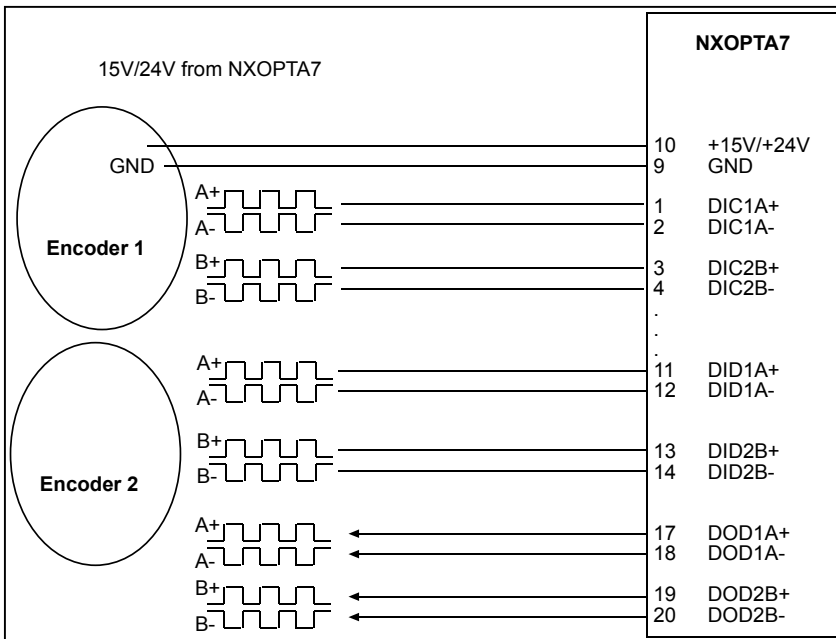 NXOPTA7
15V/24V from NXOPTA7
10 +15V/+24V
GND 9 GND
A+ 1 DIC1A+
A- 2 DIC1A-
Encoder 1
B+ 3 DIC2B+
B- 4 DIC2B-
.
.
.
A+ 11 DID1A+
A- 12 DID1A-
B+ 13 DID2B+
B- 14 DID2B-
Encoder 2
A+ 17 DOD1A+
A- 18 DOD1A-
B+ 19 DOD2B+
B- 20 DOD2B-